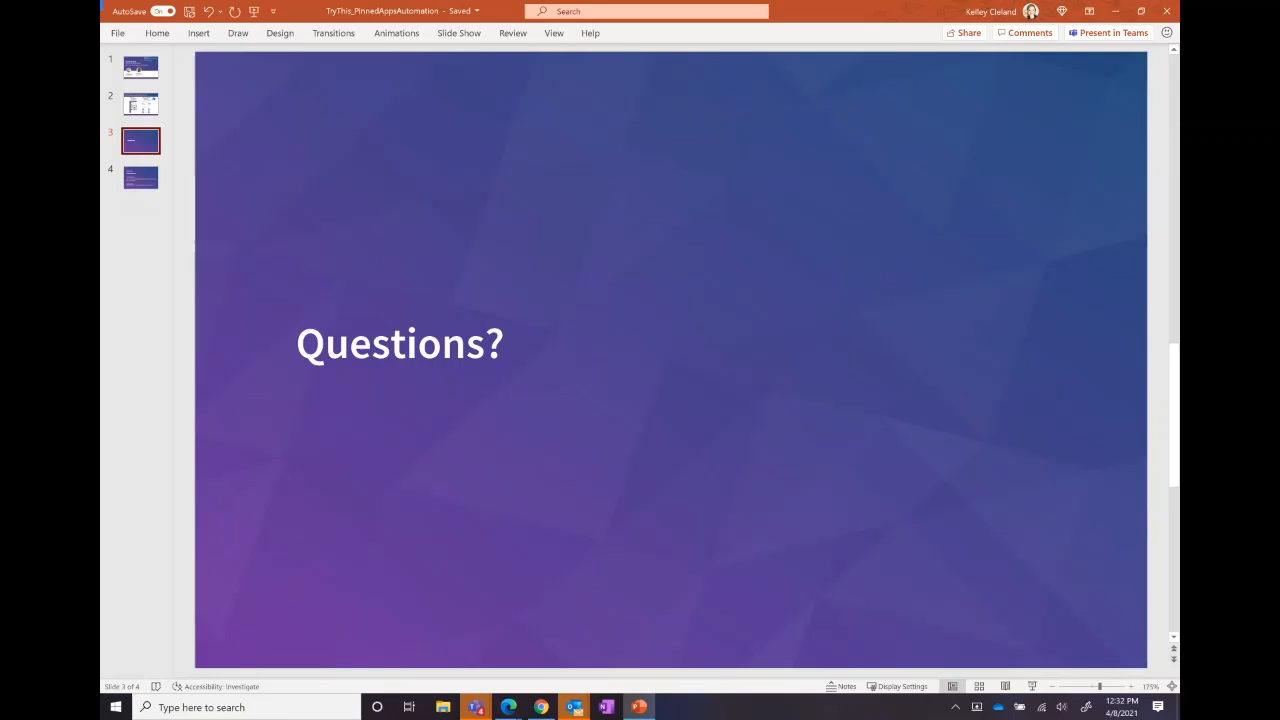 AutoSave On TryThis_PinnedAppsAutomation - Saved Search Kelley Cleland
File Home Insert Draw Design Transitions Animations Slide Show Review View Help Share Comments Present in Teams
1
2
3
4
Questions?
Slide 3 of 4 Accessibility: Investigate Notes Display Settings 175%
Type here to search
12:32 PM
4/8/2021